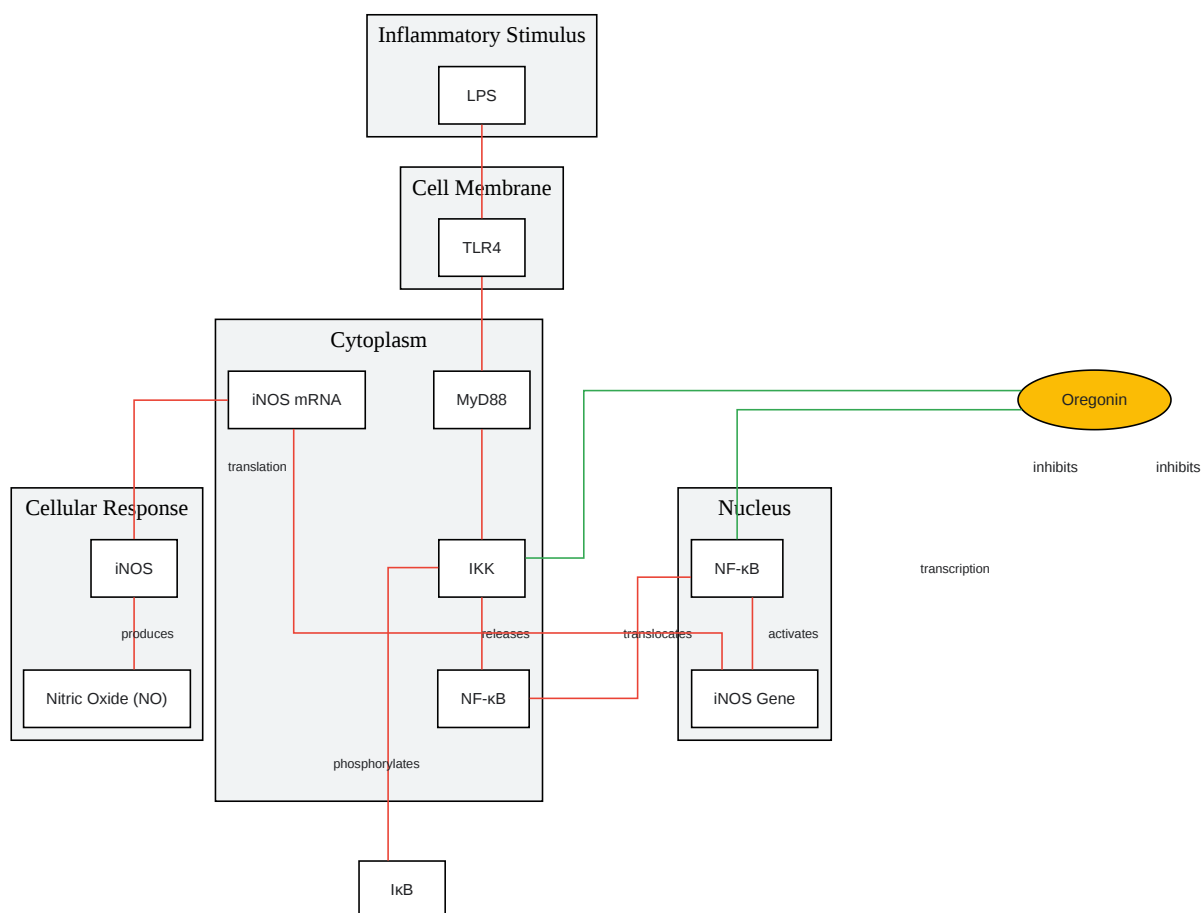 Inflammatory Stimulus
LPS
Cell Membrane
TLR4
Cytoplasm
iNOS mRNA
MyD88
Oregonin
translation
inhibits
inhibits
Cellular Response
Nucleus
iNOS
IKK
NF-κB
transcription
produces
releases
translocates
activates
Nitric Oxide (NO)
NF-κB
iNOS Gene
phosphorylates
IκB